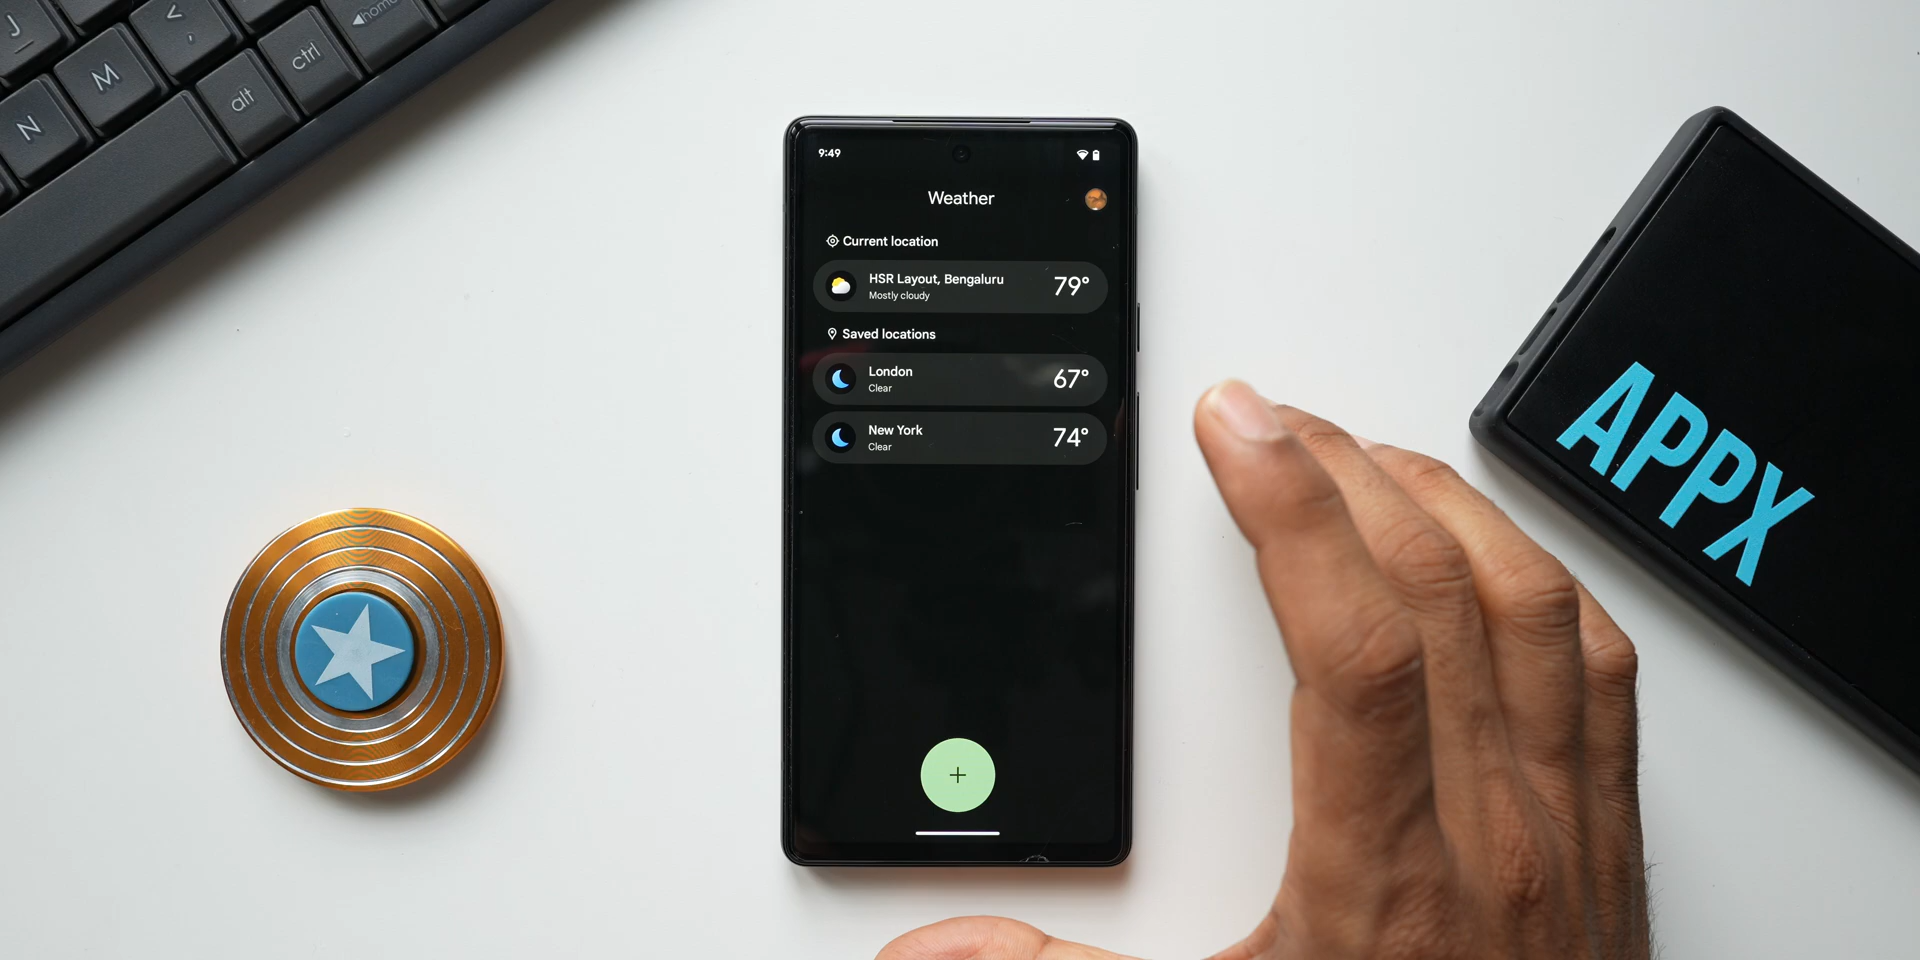 J
<
,
◀home
M
ctrl
N
alt
9:49
Weather
Current location
HSR Layout, Bengaluru
79°
Mostly cloudy
Saved locations
London
67°
Clear
New York
74°
Clear
+
APPX